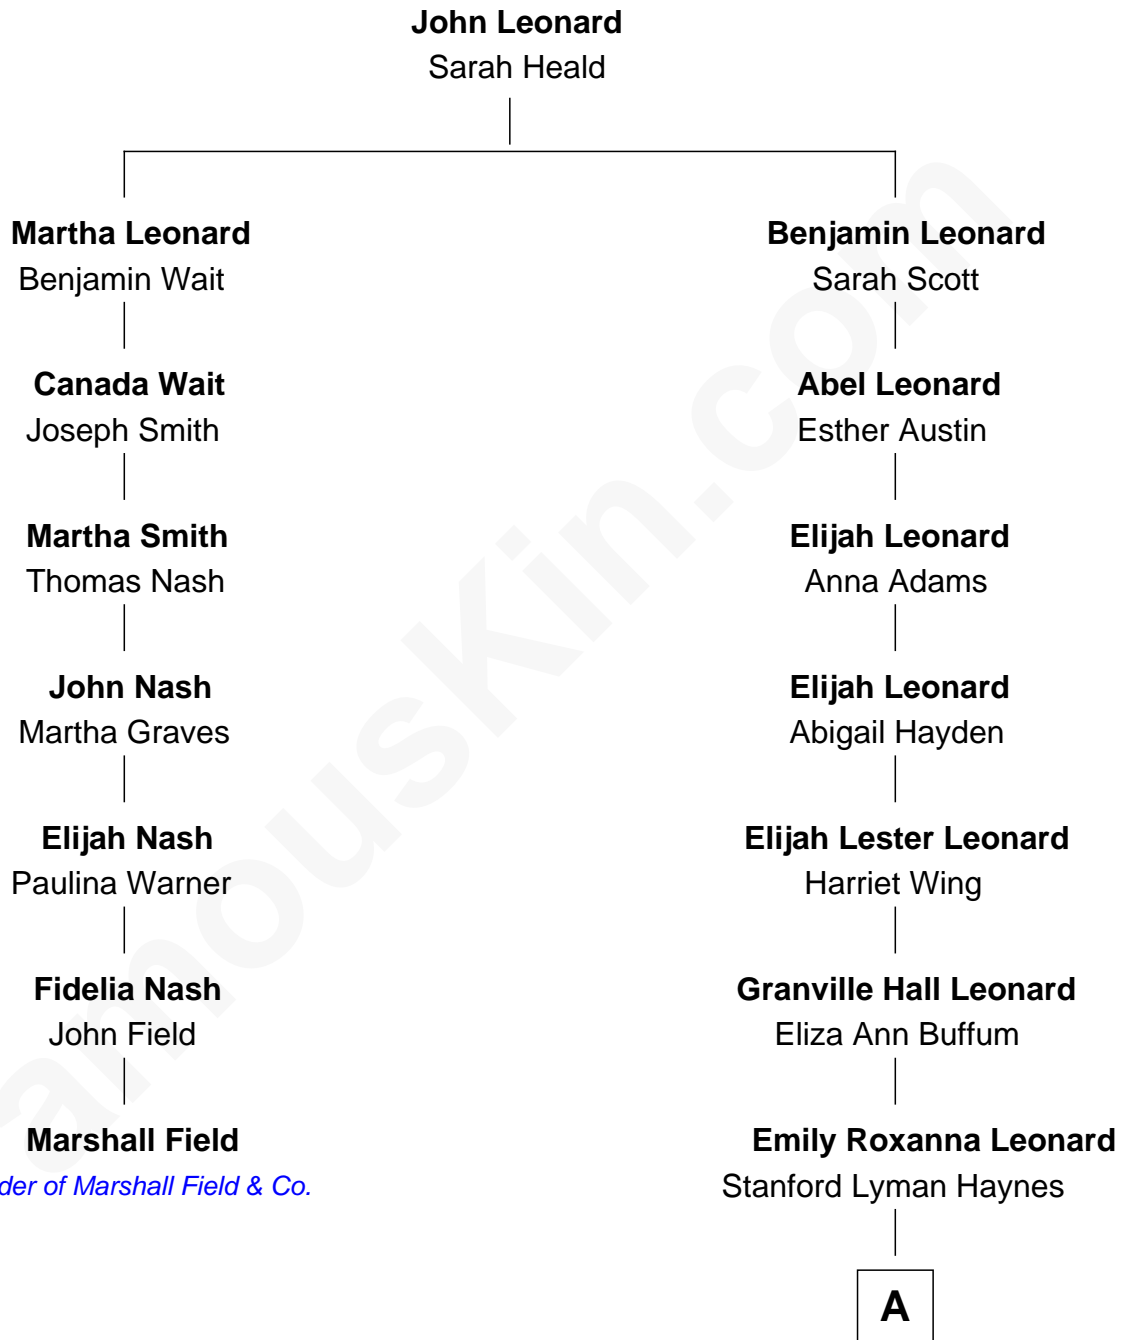 John Leonard
Sarah Heald
Martha Leonard
Benjamin Wait
Benjamin Leonard
Sarah Scott
Canada Wait
Joseph Smith
Abel Leonard
Esther Austin
Martha Smith
Thomas Nash
Elijah Leonard
Anna Adams
John Nash
Martha Graves
Elijah Leonard
Abigail Hayden
Elijah Nash
Paulina Warner
Elijah Lester Leonard
Harriet Wing
Fidelia Nash
John Field
Granville Hall Leonard
Eliza Ann Buffum
Marshall Field
der of Marshall Field & Co.
Emily Roxanna Leonard
Stanford Lyman Haynes
A
amouskin.com